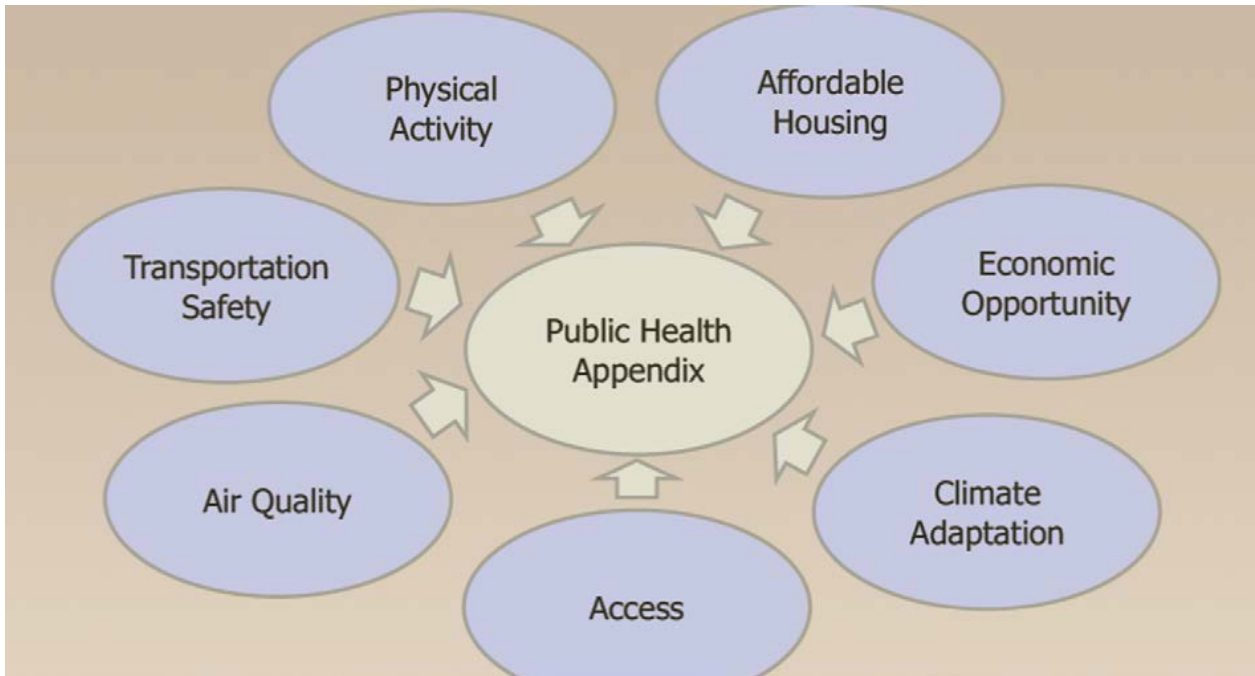 Physical
Activity
Affordable
Housing
Transportation
Safety
Economic
Opportunity
Public Health
Appendix
Air Quality
Climate
Adaptation
Access